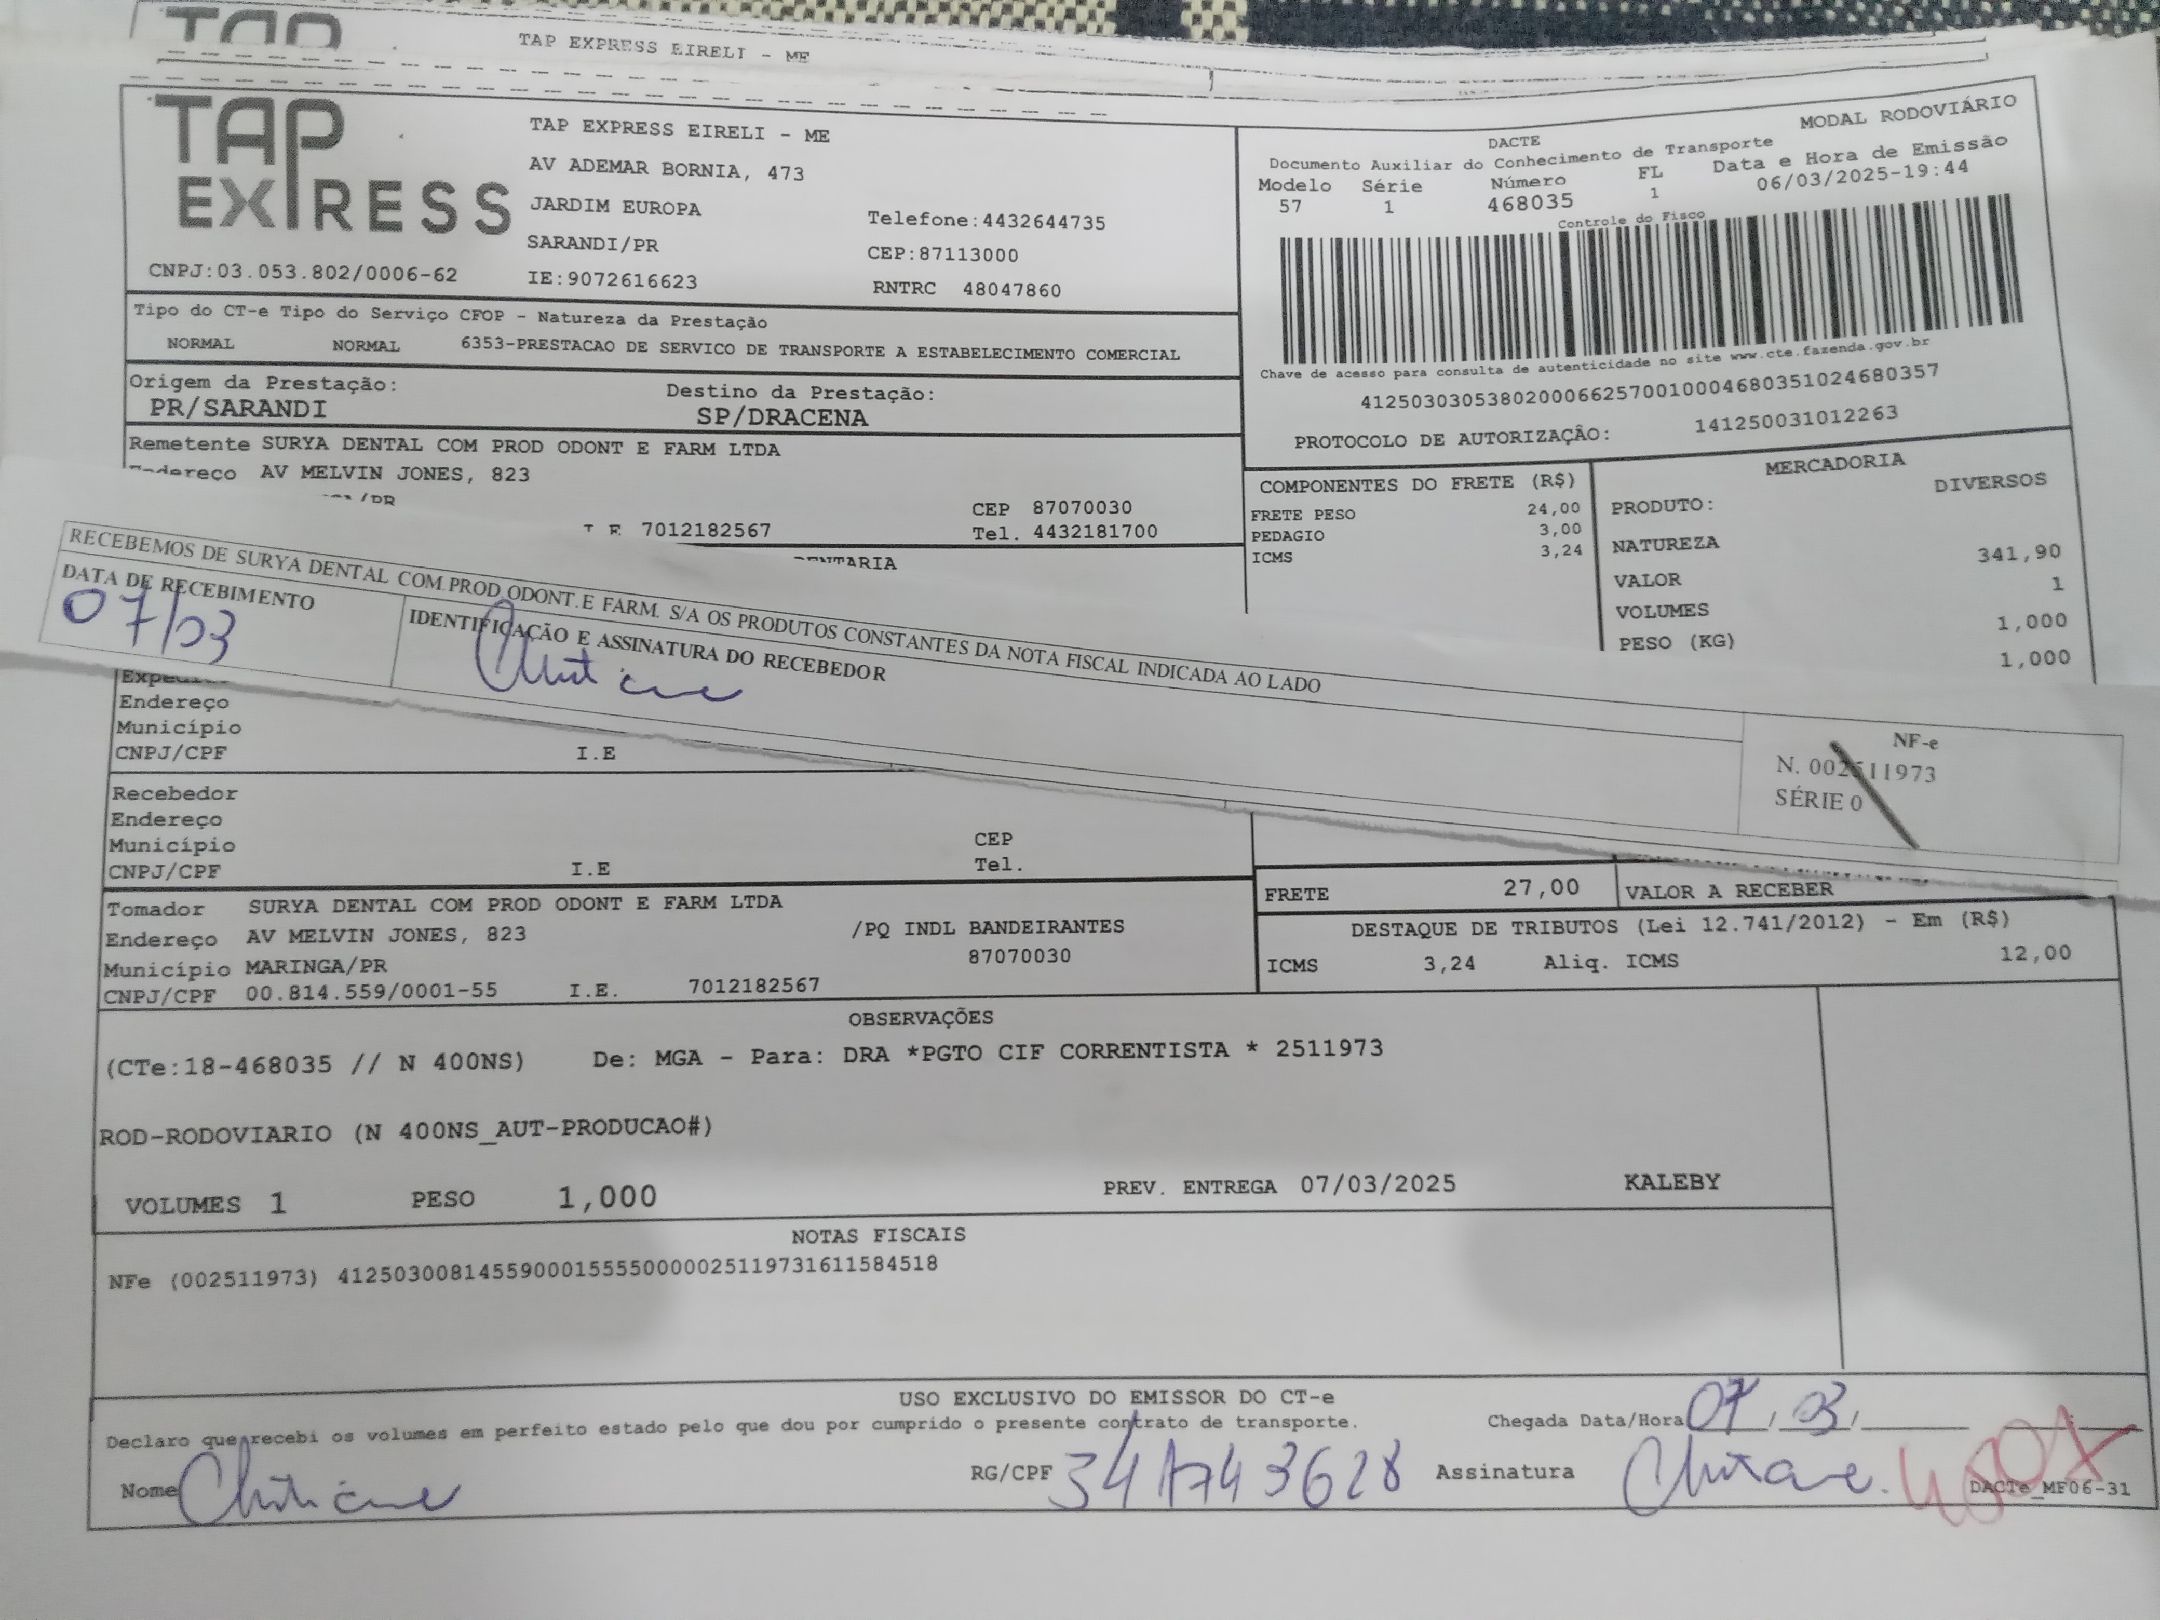 TAP EXPRESS EIRELI - ME
TAP EXPRESS
TAP EXPRESS EIRELI - ME
AV ADEMAR BORNIA, 473
JARDIM EUROPA Telefone:4432644735
SARANDI/PR CEP:87113000
CNPJ:03.053.802/0006-62 IE:9072616623 RNTRC 48047860
MODAL RODOVIÁRIO
DACTE
Documento Auxiliar do Conhecimento de Transporte
Modelo Série Número FL Data e Hora de Emissão
57 1 468035 1 06/03/2025-19:44
Controle do Fisco
Chave de acesso para consulta de autenticidade no site www.cte.fazenda.gov.br
41250303053802000662570010004680351024680357
PROTOCOLO DE AUTORIZAÇÃO: 141250031012263
Tipo do CT-e Tipo do Serviço CFOP - Natureza da Prestação
NORMAL NORMAL 6353-PRESTACAO DE SERVICO DE TRANSPORTE A ESTABELECIMENTO COMERCIAL
Origem da Prestação: Destino da Prestação:
PR/SARANDI SP/DRACENA
Remetente SURYA DENTAL COM PROD ODONT E FARM LTDA
Endereço AV MELVIN JONES, 823
/PR CEP 87070030
7012182567 Tel. 4432181700
COMPONENTES DO FRETE (R$)
FRETE PESO 24,00
PEDAGIO 3,00
ICMS 3,24
MERCADORIA
PRODUTO: DIVERSOS
NATUREZA
VALOR 341,90
VOLUMES 1
PESO (KG) 1,000
1,000
RECEBEMOS DE SURYA DENTAL COM.PROD.ODONT.E FARM. S/A OS PRODUTOS CONSTANTES DA NOTA FISCAL INDICADA AO LADO
DATA DE RECEBIMENTO IDENTIFICAÇÃO E ASSINATURA DO RECEBEDOR
07/03
NF-e
N. 002511973
SÉRIE 0
Endereço
Município
CNPJ/CPF I.E
Recebedor
Endereço
Município CEP
CNPJ/CPF I.E Tel.
FRETE 27,00 VALOR A RECEBER
Tomador SURYA DENTAL COM PROD ODONT E FARM LTDA
Endereço AV MELVIN JONES, 823 /PQ INDL BANDEIRANTES
Município MARINGA/PR 87070030
CNPJ/CPF 00.814.559/0001-55 I.E. 7012182567
DESTAQUE DE TRIBUTOS (Lei 12.741/2012) - Em (R$)
ICMS 3,24 Aliq. ICMS 12,00
OBSERVAÇÕES
(CTe:18-468035 // N 400NS) De: MGA - Para: DRA *PGTO CIF CORRENTISTA * 2511973
ROD-RODOVIARIO (N 400NS_AUT-PRODUCAO#)
VOLUMES 1 PESO 1,000 PREV. ENTREGA 07/03/2025 KALEBY
NOTAS FISCAIS
NFe (002511973) 41250300814559000155550000025119731611584518
USO EXCLUSIVO DO EMISSOR DO CT-e
Declaro que recebi os volumes em perfeito estado pelo que dou por cumprido o presente contrato de transporte. Chegada Data/Hora 07/03/
Nome RG/CPF Assinatura
DACTe_MF06-31